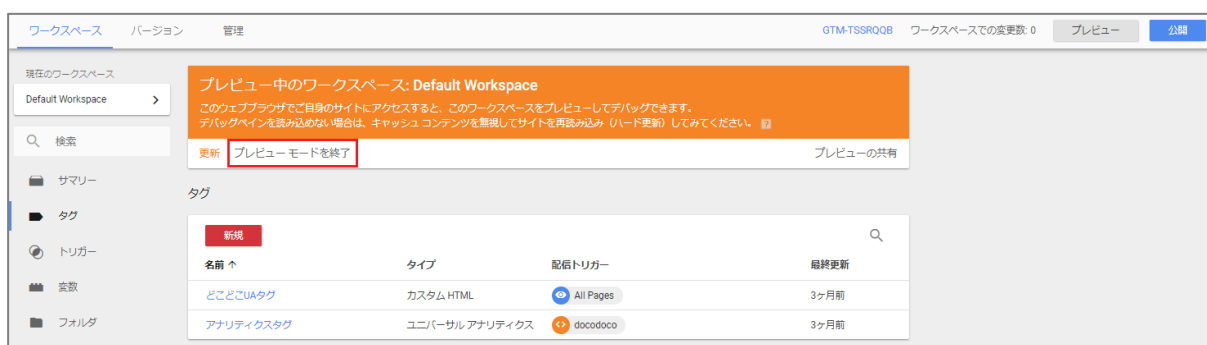 ワークスペース バージョン 管理 GTM-TSSRQQB ワークスペースでの変更数: 0 プレビュー 公開
現在のワークスペース
Default Workspace
検索
サマリー
タグ
トリガー
変数
フォルダ
プレビュー中のワークスペース: Default Workspace
このウェブブラウザでご自身のサイトにアクセスすると、このワークスペースをプレビューしてデバッグできます。
デバッグペインを読み込めない場合は、キャッシュ コンテンツを無視してサイトを再読み込み（ハード更新）してみてください。 ?
更新 プレビュー モードを終了 プレビューの共有
タグ
新規
名前 ↑ タイプ 配信トリガー 最終更新
どこどこUAタグ カスタム HTML All Pages 3ヶ月前
アナリティクスタグ ユニバーサル アナリティクス docodoco 3ヶ月前